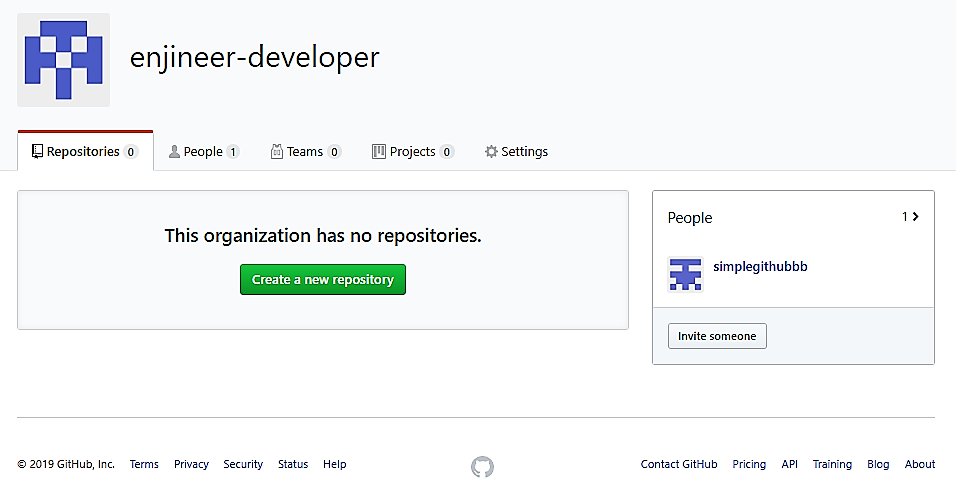 enjineer-developer
Repositories 0 People 1 Teams 0 Projects 0 Settings
This organization has no repositories.
Create a new repository
People 1
simplegithubbb
Invite someone
© 2019 GitHub, Inc. Terms Privacy Security Status Help Contact GitHub Pricing API Training Blog About